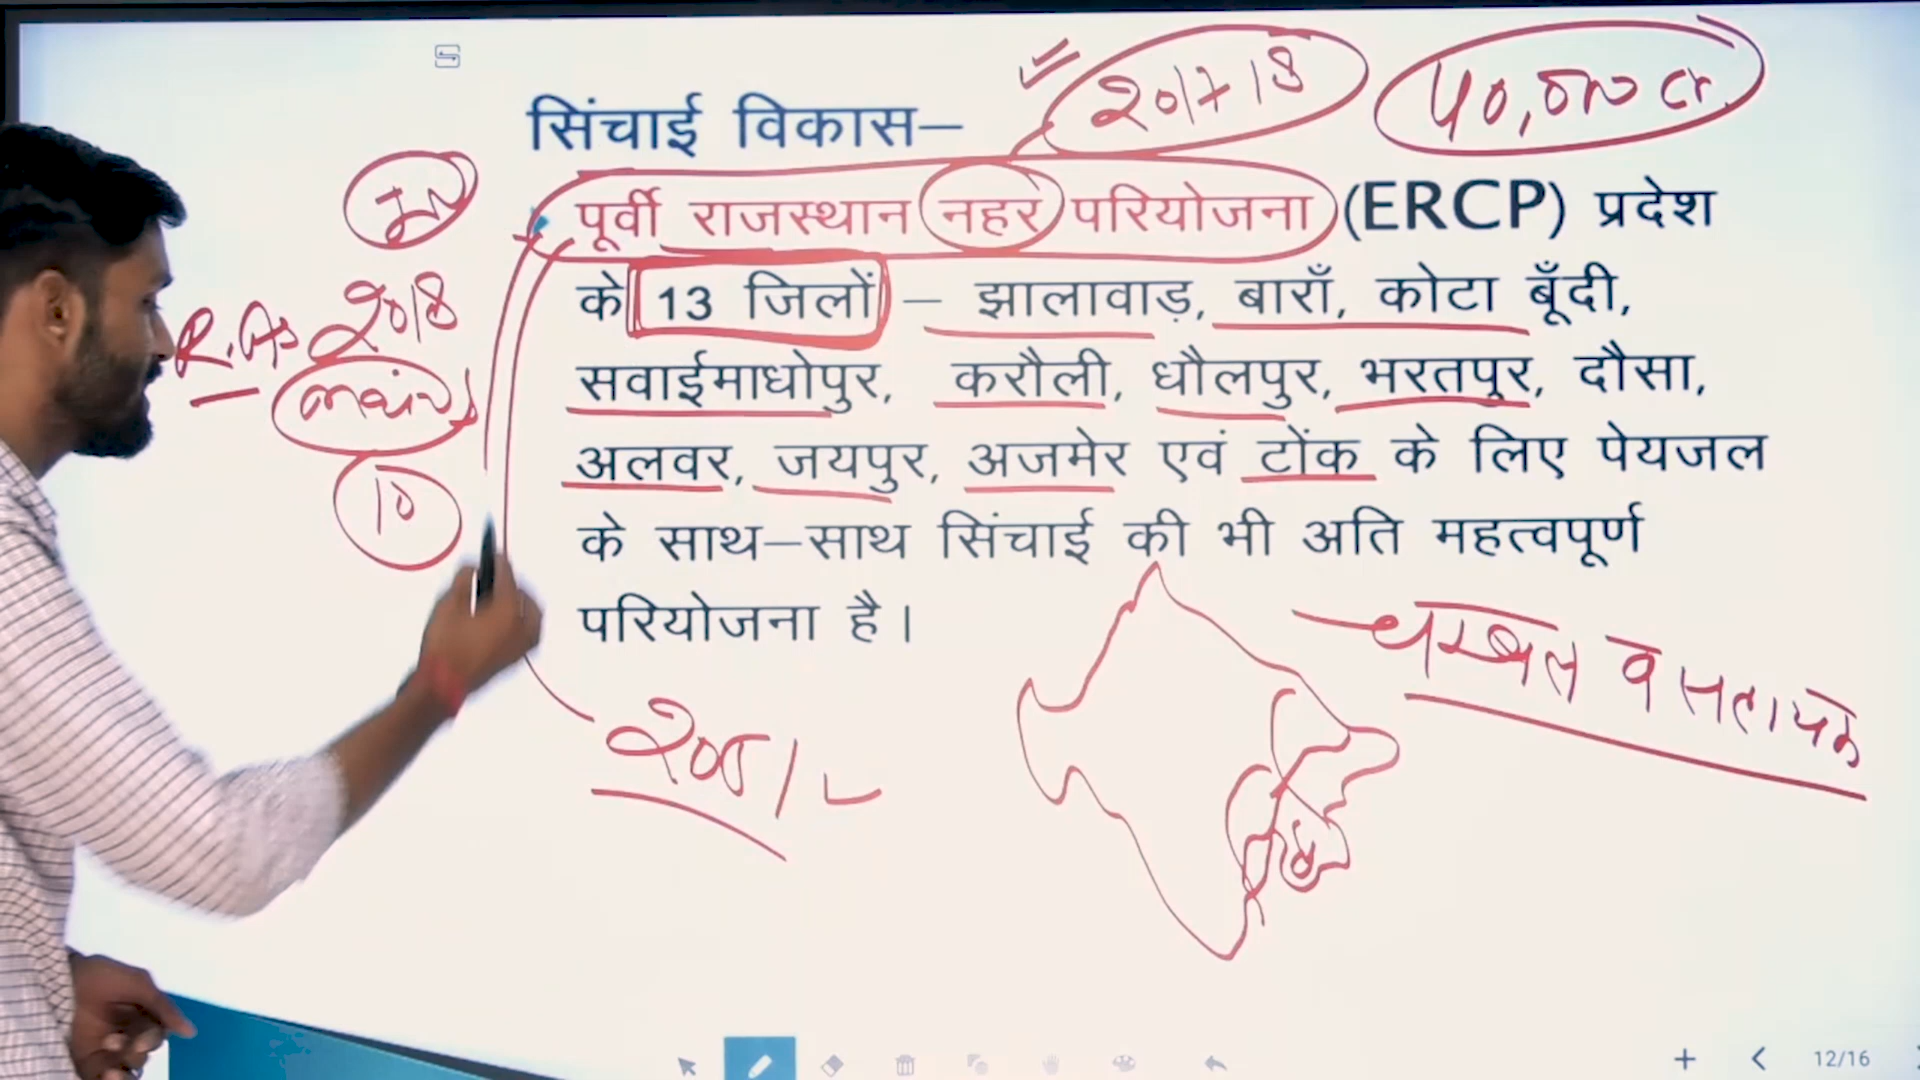 सिंचाई विकास–
2017/18
40,000 cr.
पूर्वी राजस्थान नहर परियोजना (ERCP) प्रदेश
के 13 जिलों – झालावाड़, बाराँ, कोटा बूँदी,
सवाईमाधोपुर, करौली, धौलपुर, भरतपुर, दौसा,
अलवर, जयपुर, अजमेर एवं टोंक के लिए पेयजल
के साथ–साथ सिंचाई की भी अति महत्वपूर्ण
परियोजना है।
R.As 2018
10
चम्बल व सहायक
12/16